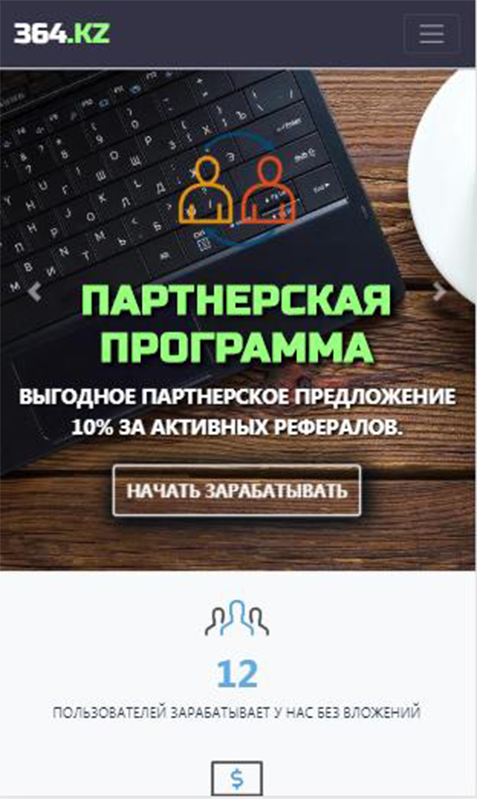 364.KZ
ПАРТНЕРСКАЯ
ПРОГРАММА
ВЫГОДНОЕ ПАРТНЕРСКОЕ ПРЕДЛОЖЕНИЕ
10% ЗА АКТИВНЫХ РЕФЕРАЛОВ.
НАЧАТЬ ЗАРАБАТЫВАТЬ
12
ПОЛЬЗОВАТЕЛЕЙ ЗАРАБАТЫВАЕТ У НАС БЕЗ ВЛОЖЕНИЙ
$